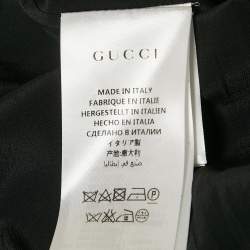 GUCCI
MADE IN ITALY
FABRIQUÉ EN ITALIE
HERGESTELLT IN ITALIEN
HECHO EN ITALIA
СДЕЛАНО В ИТАЛИИ
イタリア製
产地:意大利
صنع في إيطاليا